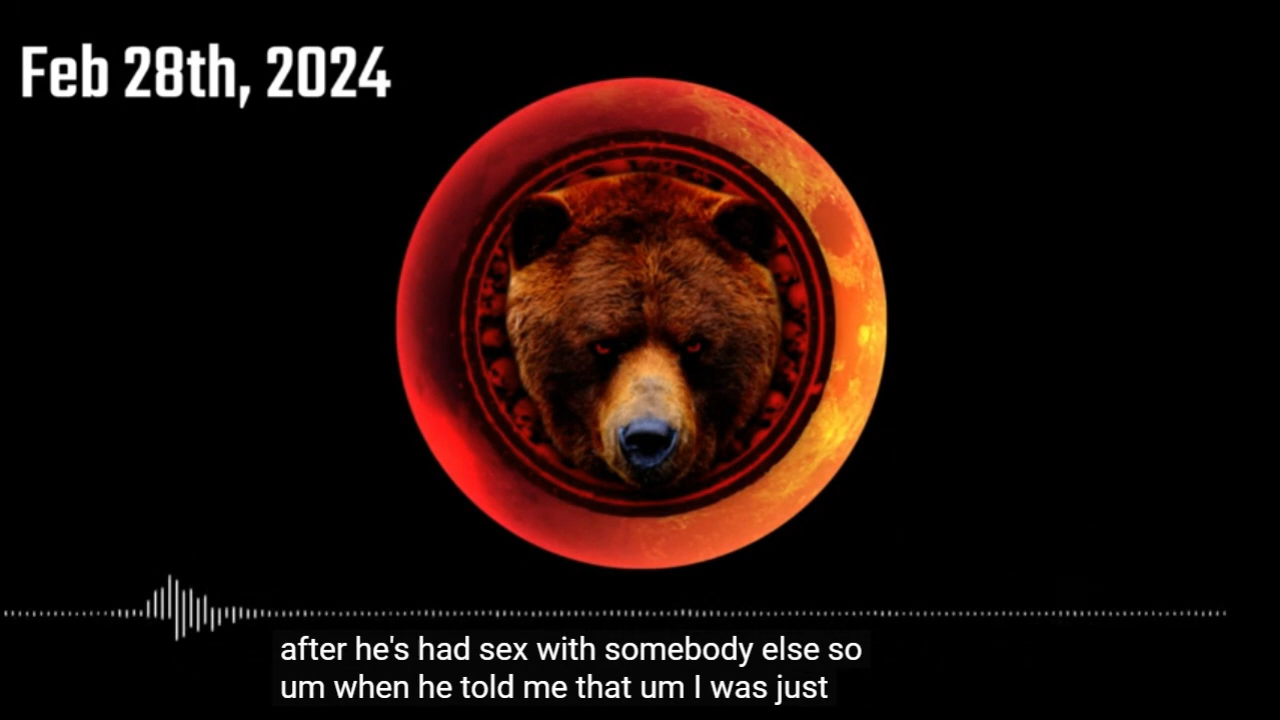 Feb 28th, 2024
after he's had sex with somebody else so
um when he told me that um I was just